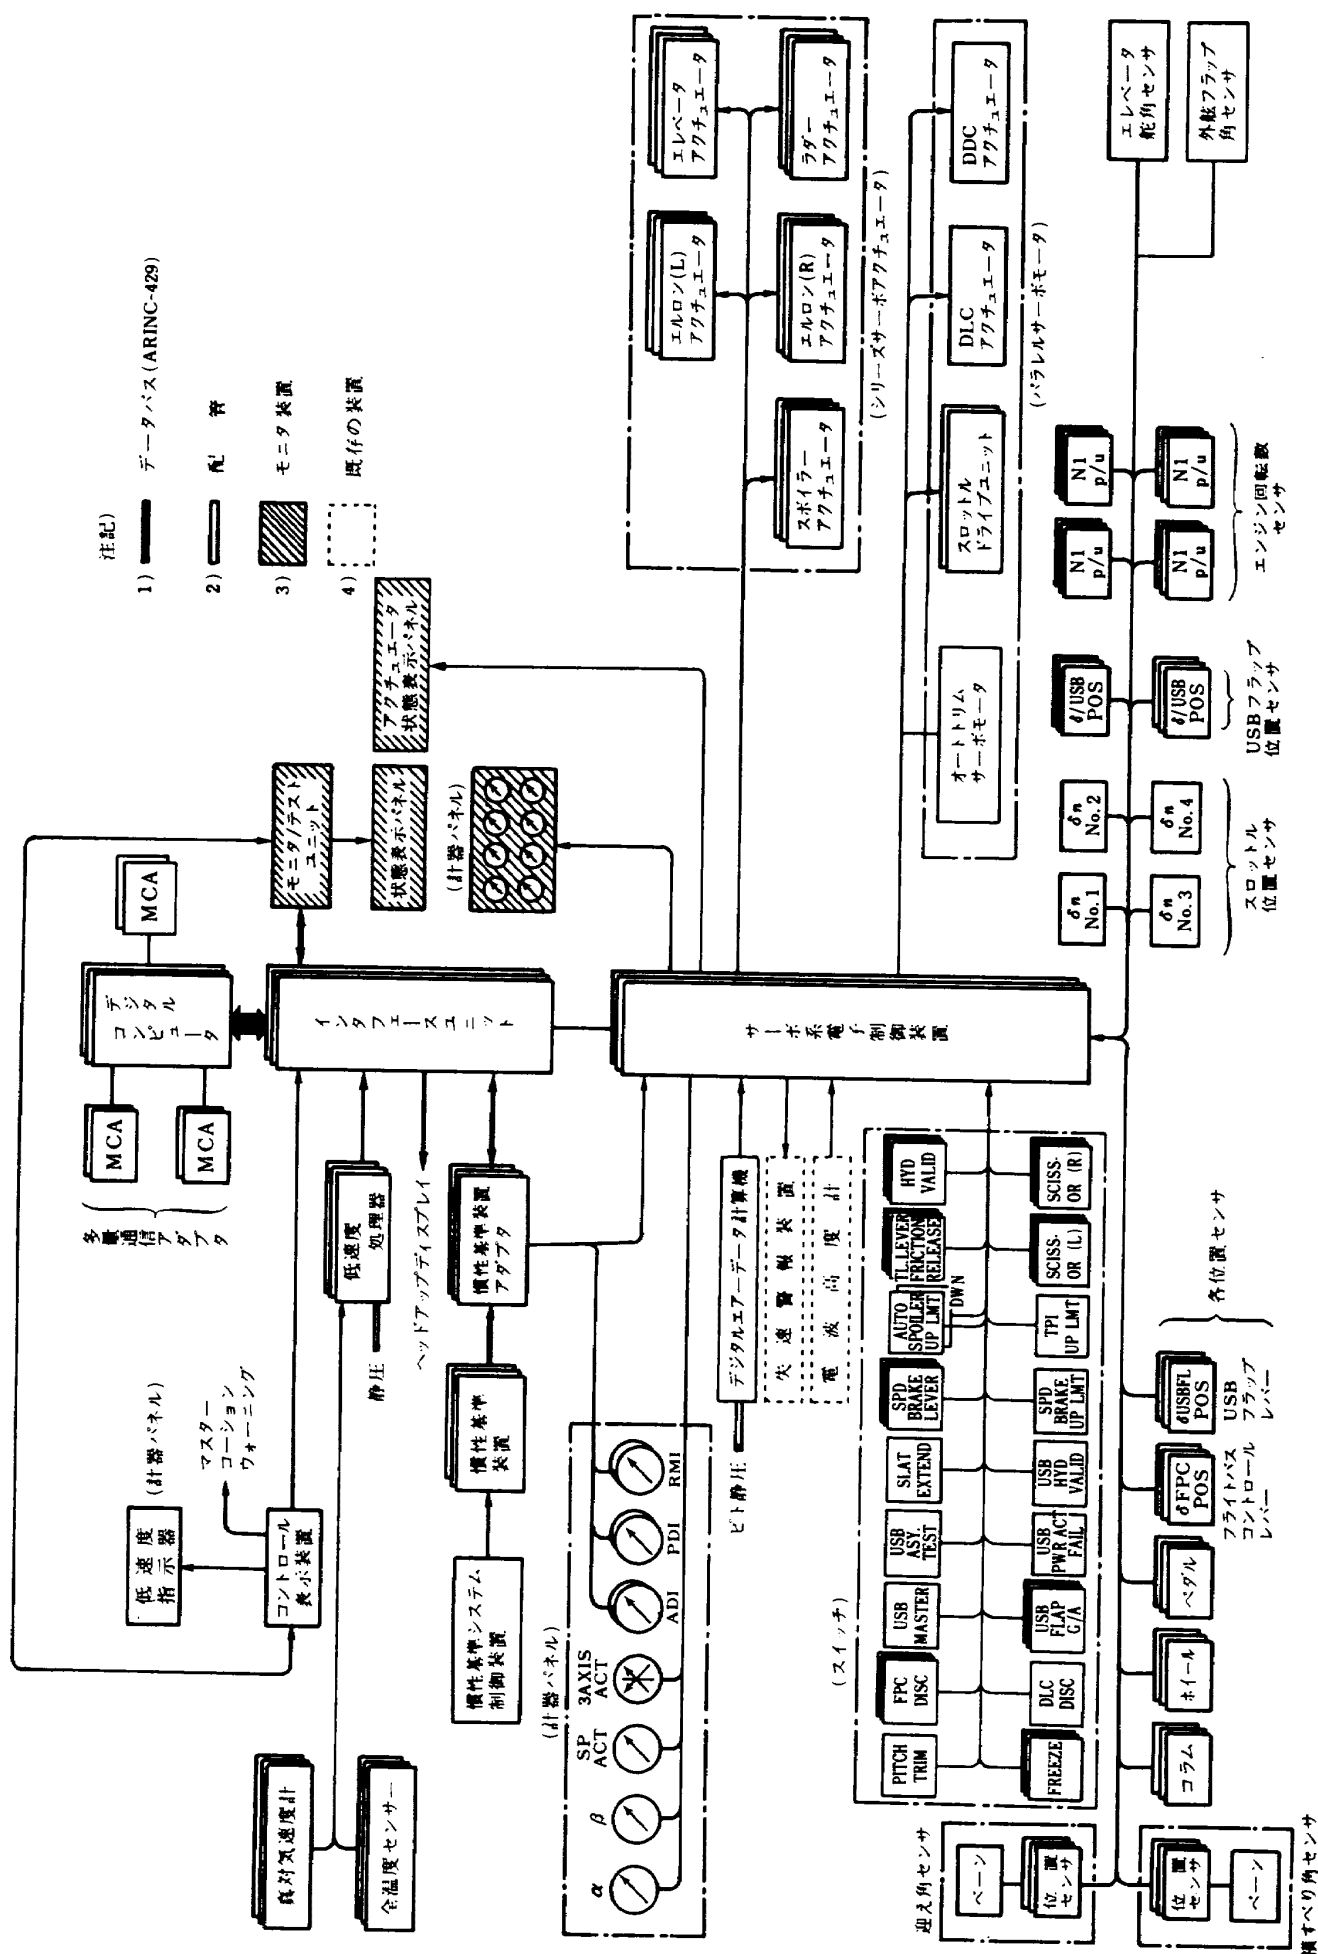 注記)
1) データバス(ARINC-429)
2) 配 管
3) モニタ装置
4) 既存の装置
多重通信アダプタ
MCA
MCA
MCA
デジタル
コンピュータ
インタフェースユニット
モニタ/テスト
ユニット
状態表示パネル
アクチュエータ
状態表示パネル
(計器パネル)
(計器パネル)
低速度
指示器
マスター
コーション
ウォーニング
コントロール
表示装置
真対気速度計
全温度センサー
低速度
処理器
静圧
ヘッドアップディスプレイ
慣性基準システム
制御装置
慣性基準
装置
慣性基準装置
アダプタ
(計器パネル)
α
β
SP
ACT
3AXIS
ACT
ADI
PDI
RMI
サーボ系電子制御装置
ピト静圧
デジタルエアーデータ計算機
失速警報装置
電波高度計
エレベータ
アクチュエータ
エルロン(L)
アクチュエータ
ラダー
アクチュエータ
エルロン(R)
アクチュエータ
スポイラー
アクチュエータ
(シリーズサーボアクチュエータ)
DDC
アクチュエータ
DLC
アクチュエータ
スロットル
ドライブユニット
オートトリム
サーボモータ
(パラレルサーボモータ)
(スイッチ)
PITCH
TRIM
FPC
DISC
USB
MASTER
USB
ASY.
TEST
SLAT
EXTEND
SPD
BRAKE
LEVER
AUTO
SPOILER
UP LMT
DWN
TL.LEVER
FRICTION
RELEASE
HYD
VALID
FREEZE
DLC
DISC
USB
FLAP
G/A
USB
PWR ACT
FAIL
USB
HYD
VALID
SPD
BRAKE
UP LMT
TPI
UP LMT
SCISS-
OR (L)
SCISS-
OR (R)
迎え角センサ
ベーン
位置
センサ
位置
センサ
ベーン
横すべり角センサ
コラム
ホイール
ペダル
δFPC
POS
フライトパス
コントロール
レバー
δUSBFL
POS
USB
フラップ
レバー
各位置センサ
δn
No.1
δn
No.2
δn
No.3
δn
No.4
スロットル
位置センサ
δ/USB
POS
δ/USB
POS
USBフラップ
位置センサ
N1
p/u
N1
p/u
N1
p/u
N1
p/u
エンジン回転数
センサ
エレベータ
舵角センサ
外舷フラップ
角センサ